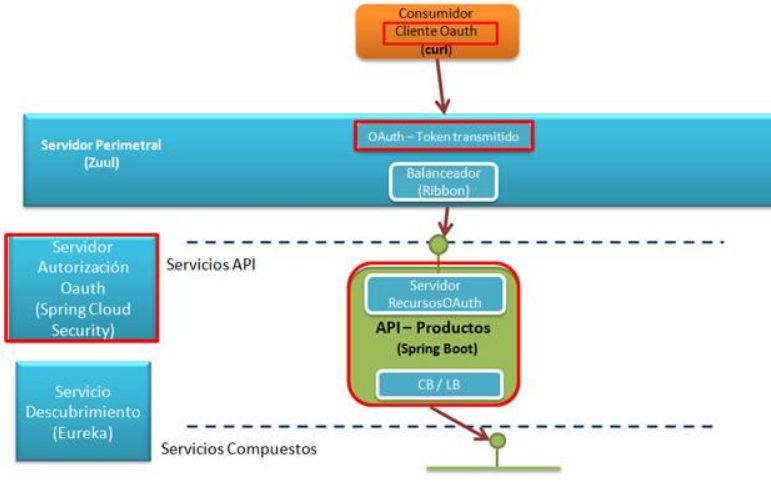 Consumidor
Cliente Oauth
(curl)
OAuth – Token transmitido
Servidor Perimetral
(Zuul)
Balanceador
(Ribbon)
Servidor
Autorización
Oauth
(Spring Cloud
Security)
Servicios API
Servidor
RecursosOAuth
API – Productos
(Spring Boot)
CB / LB
Servicio
Descubrimiento
(Eureka)
Servicios Compuestos